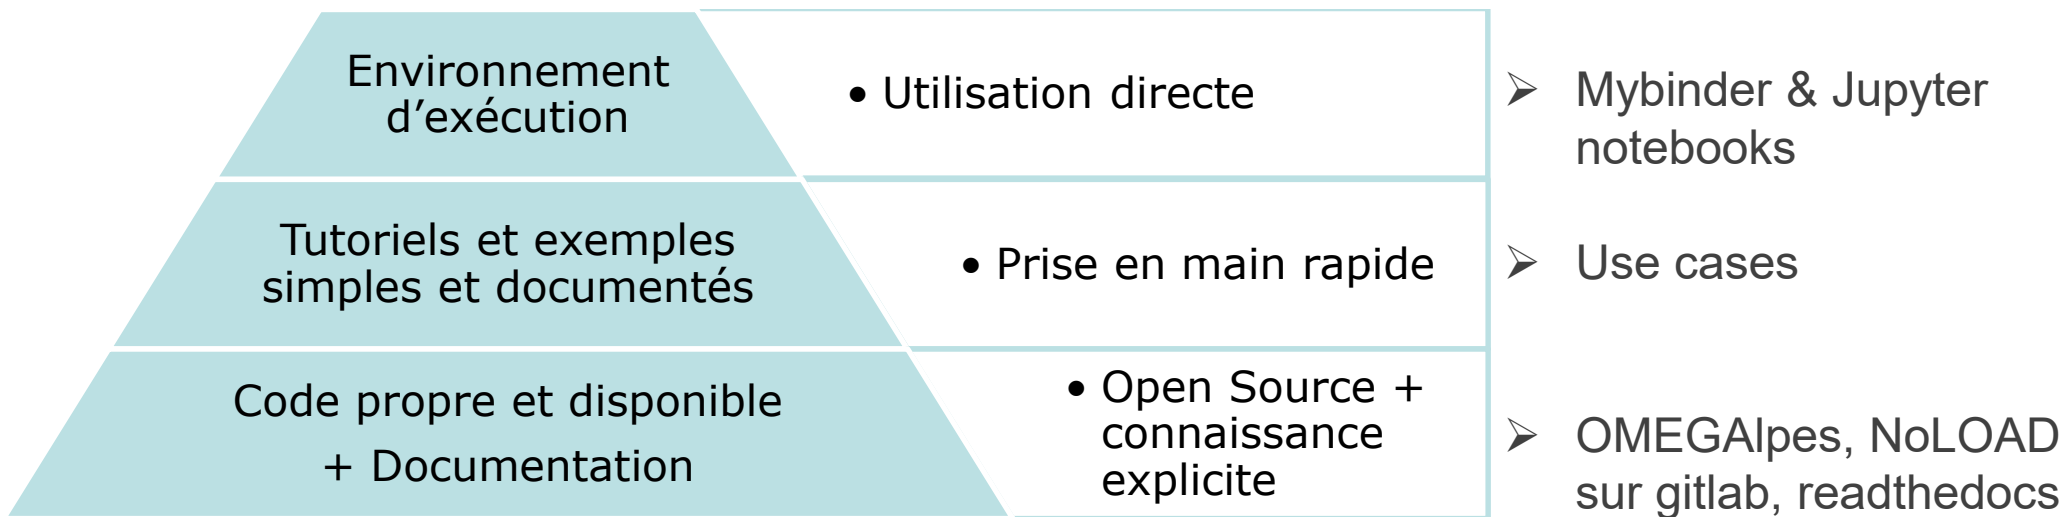 Environnement
d’exécution
• Utilisation directe
➢ Mybinder & Jupyter
notebooks
Tutoriels et exemples
simples et documentés
• Prise en main rapide
➢ Use cases
Code propre et disponible
+ Documentation
• Open Source +
connaissance
explicite
➢ OMEGAlpes, NoLOAD
sur gitlab, readthedocs